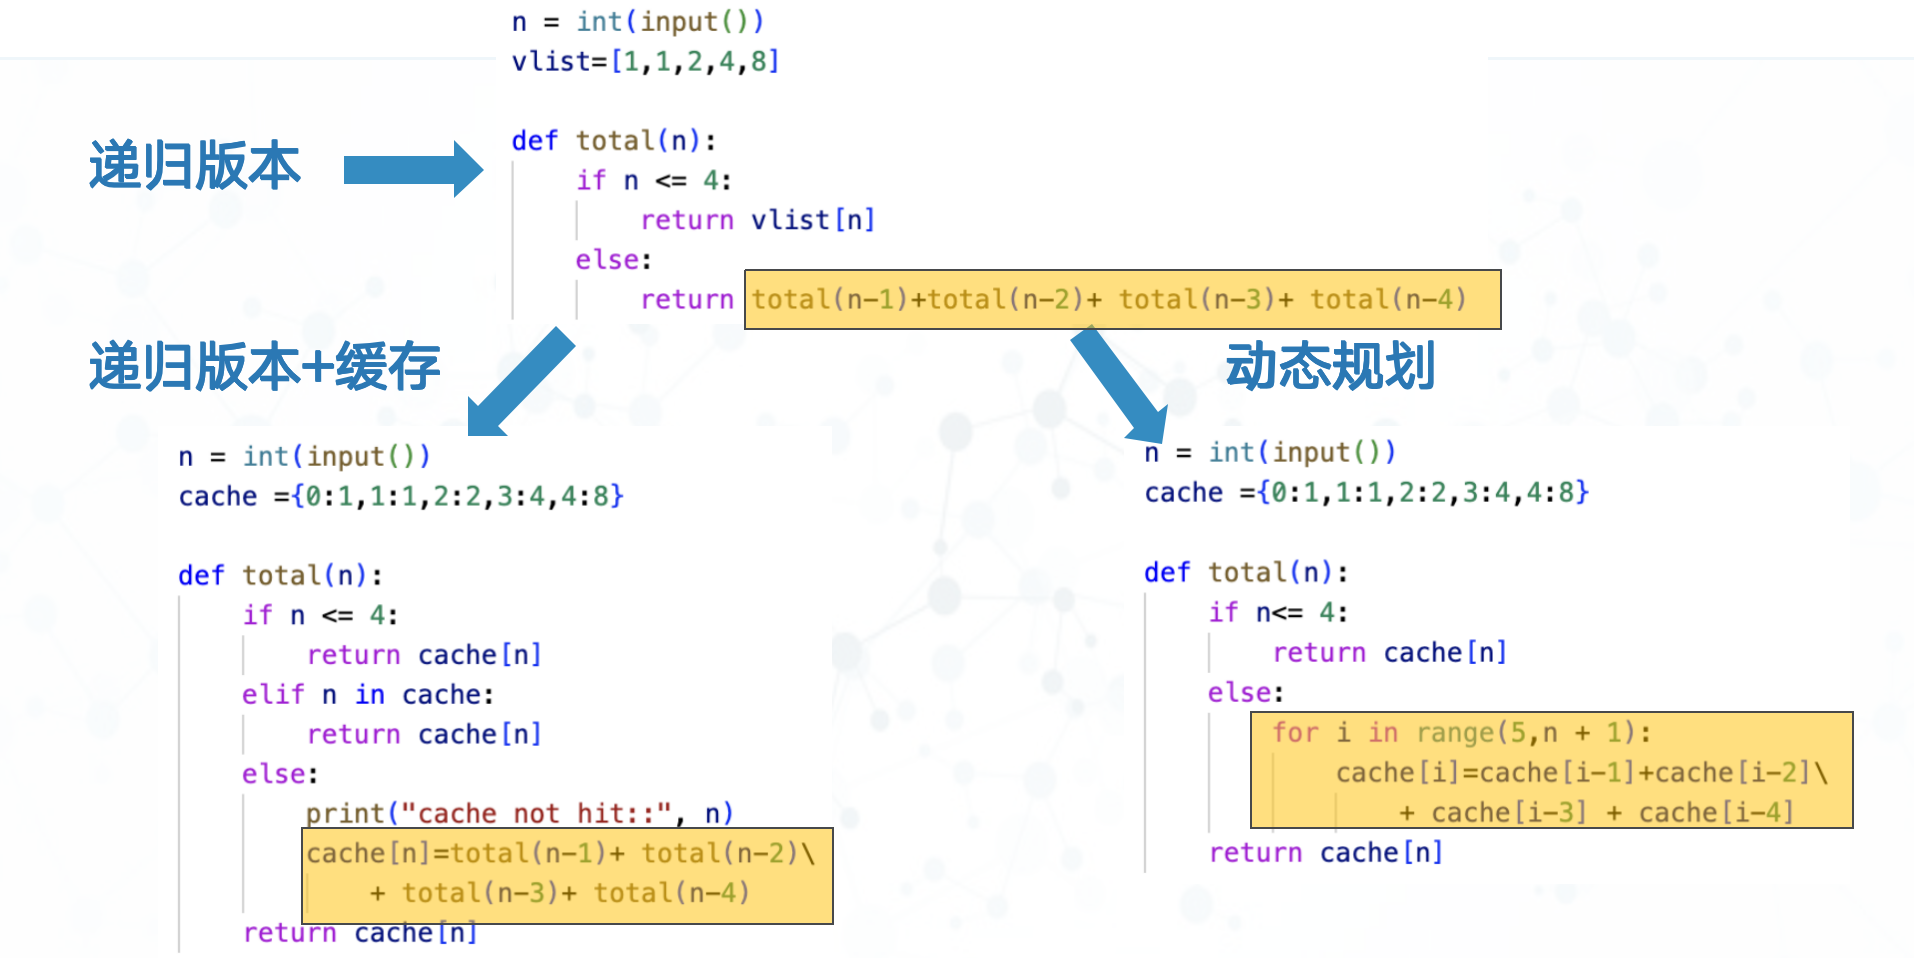 n = int(input())
vlist=[1,1,2,4,8]
def total(n):
if n <= 4:
return vlist[n]
else:
return total(n-1)+total(n-2)+ total(n-3)+ total(n-4)
递归版本
递归版本+缓存
n = int(input())
cache ={0:1,1:1,2:2,3:4,4:8}
def total(n):
if n <= 4:
return cache[n]
elif n in cache:
return cache[n]
else:
print("cache not hit::", n)
cache[n]=total(n-1)+ total(n-2)\
+ total(n-3)+ total(n-4)
return cache[n]
动态规划
n = int(input())
cache ={0:1,1:1,2:2,3:4,4:8}
def total(n):
if n<= 4:
return cache[n]
else:
for i in range(5,n + 1):
cache[i]=cache[i-1]+cache[i-2]\
+ cache[i-3] + cache[i-4]
return cache[n]